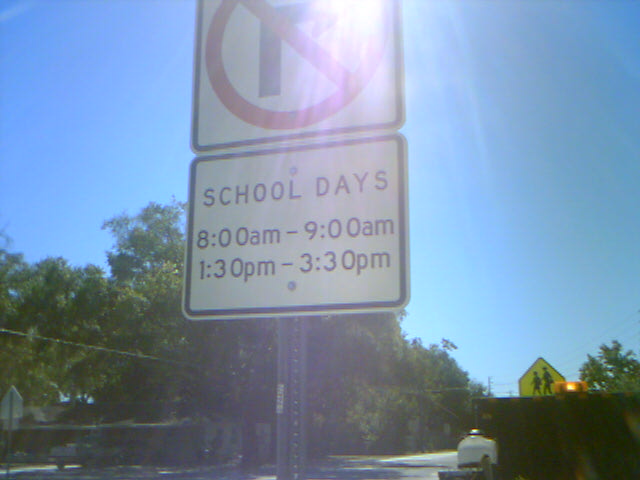 SCHOOL DAYS
8:00am - 9:00am
1:30pm - 3:30pm